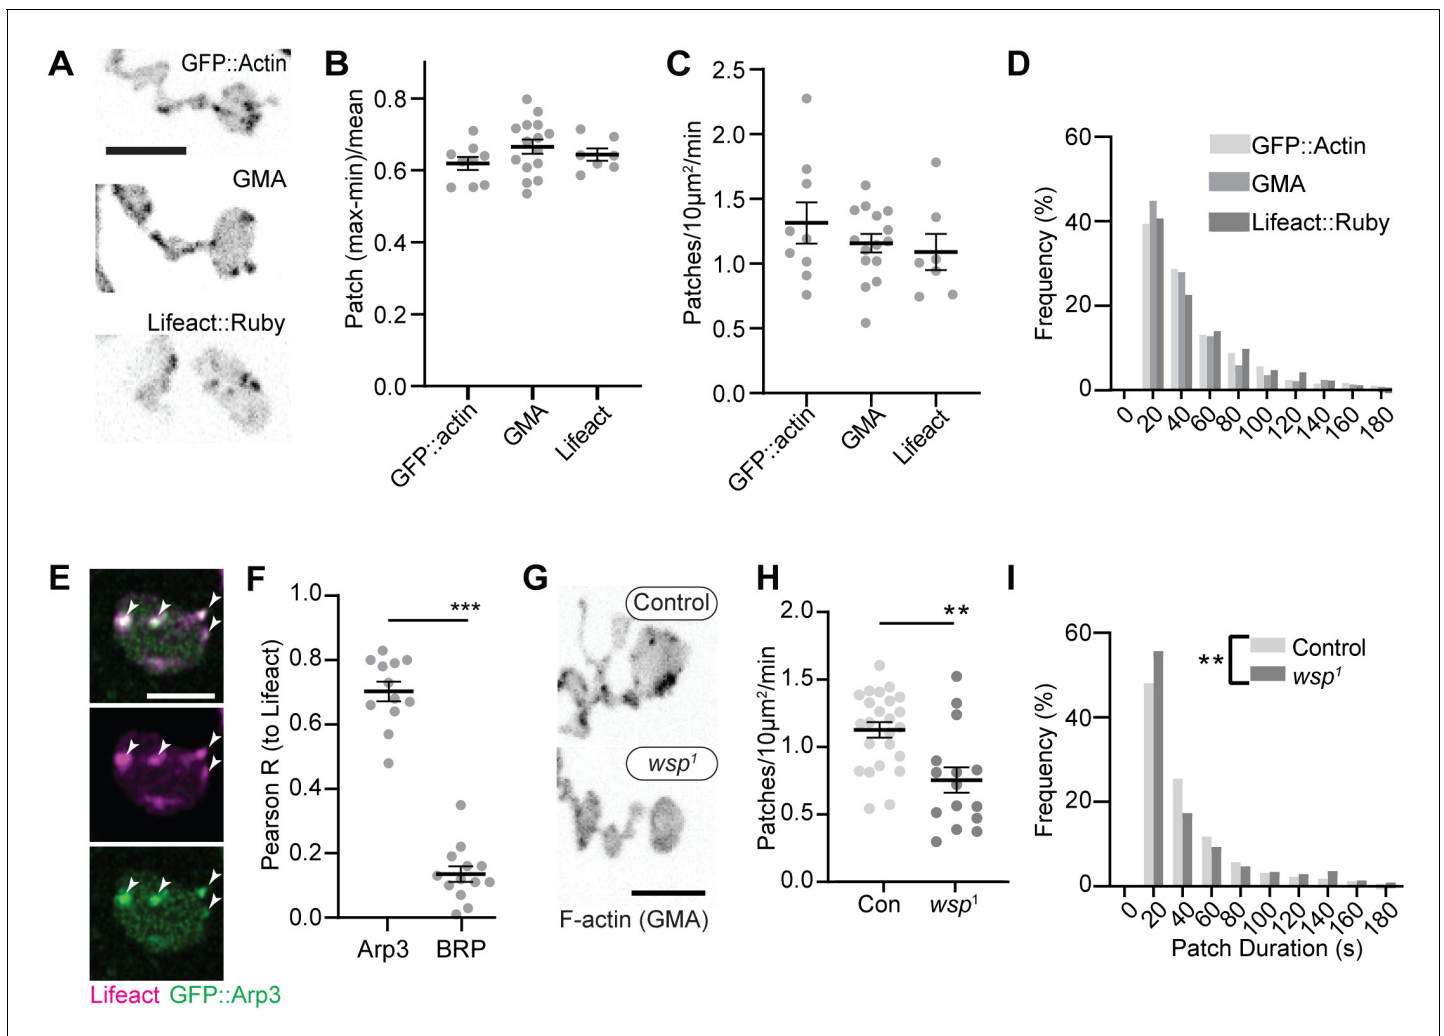 A
GFP::Actin
GMA
Lifeact::Ruby
B
Patch (max-min)/mean
0.8
0.6
0.4
0.2
0.0
GFP::actin
GMA
Lifeact
C
Patches/10µm²/min
2.5
2.0
1.5
1.0
0.5
0.0
GFP::actin
GMA
Lifeact
D
Frequency (%)
60
40
20
0
GFP::Actin
GMA
Lifeact::Ruby
0 20 40 60 80 100 120 140 160 180
E
Lifeact GFP::Arp3
F
Pearson R (to Lifeact)
1.0
0.8
0.6
0.4
0.2
0.0
***
Arp3 BRP
G
Control
wsp¹
F-actin (GMA)
H
Patches/10µm²/min
2.0
1.5
1.0
0.5
0.0
**
Con wsp¹
I
Frequency (%)
60
40
20
0
** Control
wsp¹
0 20 40 60 80 100 120 140 160 180
Patch Duration (s)